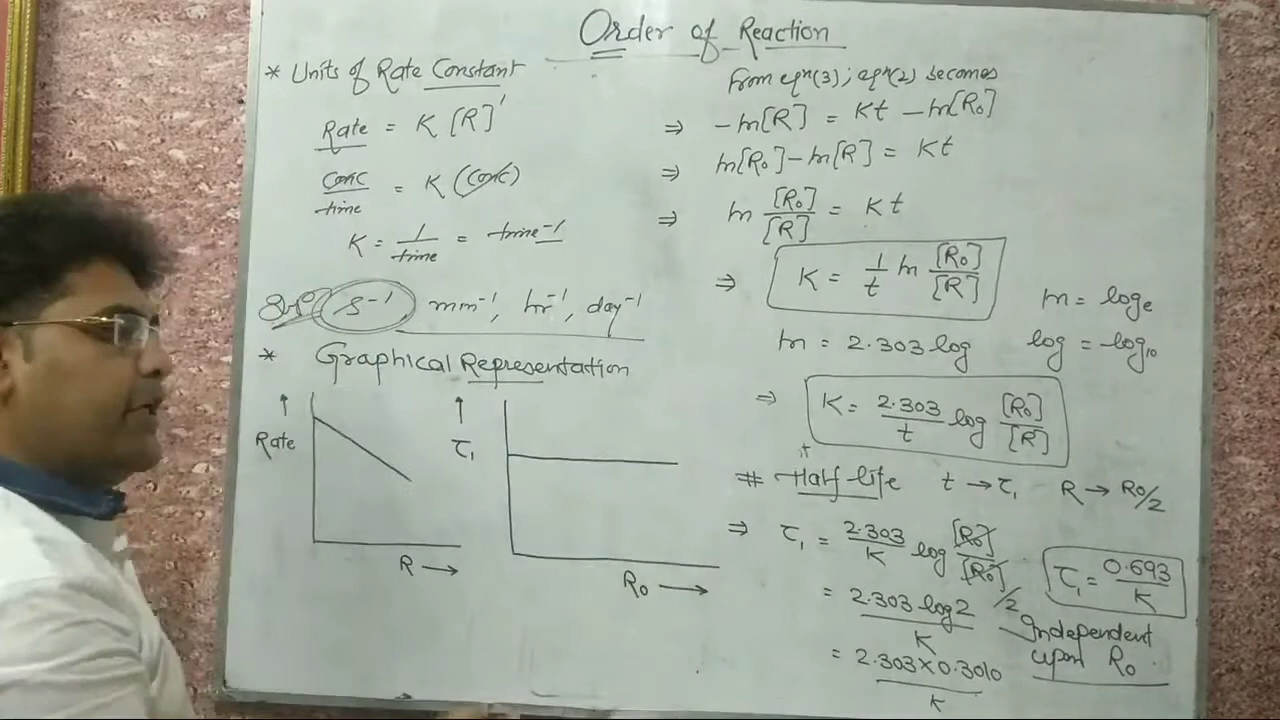 Order of Reaction
* Units of Rate Constant
Rate = K [R]¹
conc/time = K (conc)
K = 1/time = time⁻¹
S⁻¹ min⁻¹, hr⁻¹, day⁻¹
* Graphical Representation
↑ Rate
R →
↑ τ₁
R₀ →
from eqn(3); eqn(2) becomes
⇒ -ln[R] = Kt - ln[R₀]
⇒ ln[R₀] - ln[R] = Kt
⇒ ln [R₀]/[R] = Kt
⇒ K = 1/t ln [R₀]/[R]
ln = logₑ
ln = 2.303 log
log = log₁₀
⇒ K = 2.303/t log [R₀]/[R]
# Half-life t → τ₁ R → R₀/2
⇒ τ₁ = 2.303/K log [R₀]/[R₀]/2
= 2.303 log2/K
= 2.303×0.3010/K
τ₁ = 0.693/K
Independent
upon R₀